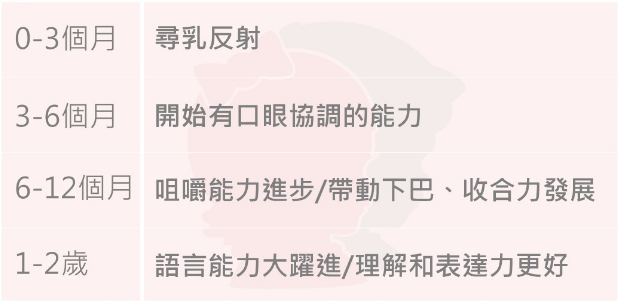 0-3個月 尋乳反射
3-6個月 開始有口眼協調的能力
6-12個月 咀嚼能力進步/帶動下巴、收合力發展
1-2歲 語言能力大躍進/理解和表達力更好